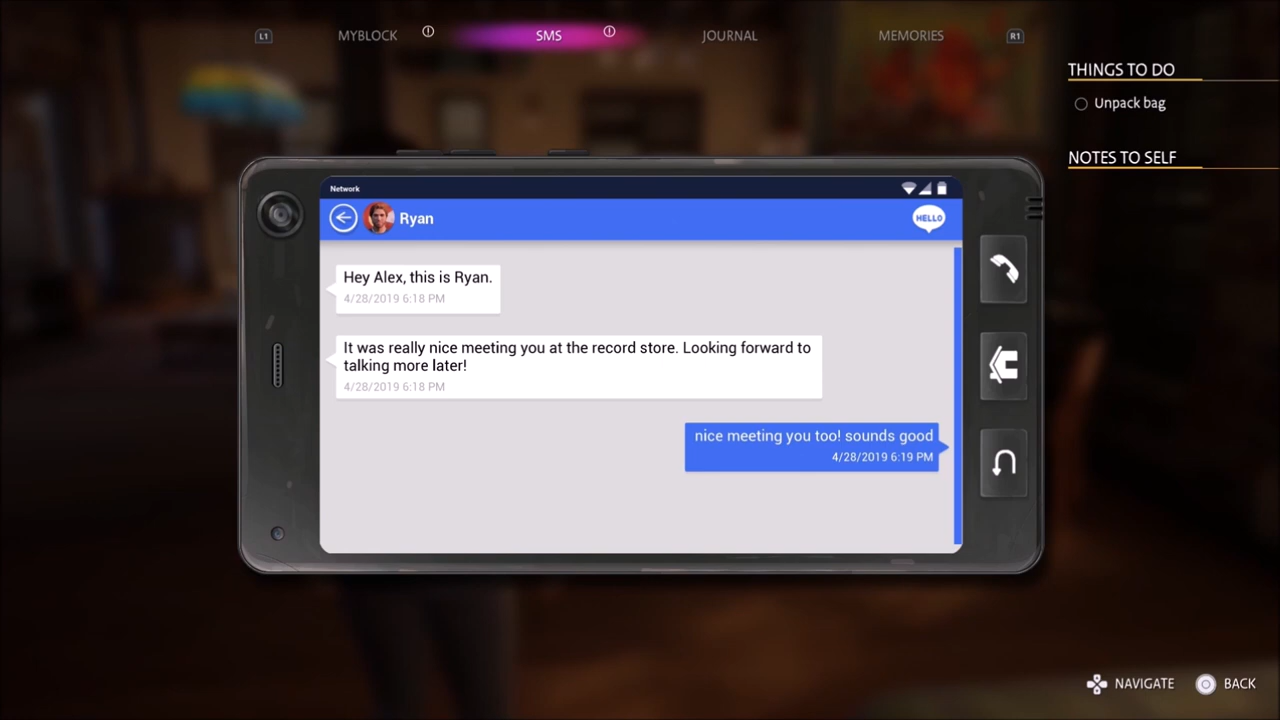 L1
MYBLOCK
SMS
JOURNAL
MEMORIES
R1
THINGS TO DO
Unpack bag
NOTES TO SELF
Network
Ryan
HELLO
Hey Alex, this is Ryan.
4/28/2019 6:18 PM
It was really nice meeting you at the record store. Looking forward to
talking more later!
4/28/2019 6:18 PM
nice meeting you too! sounds good
4/28/2019 6:19 PM
NAVIGATE
BACK